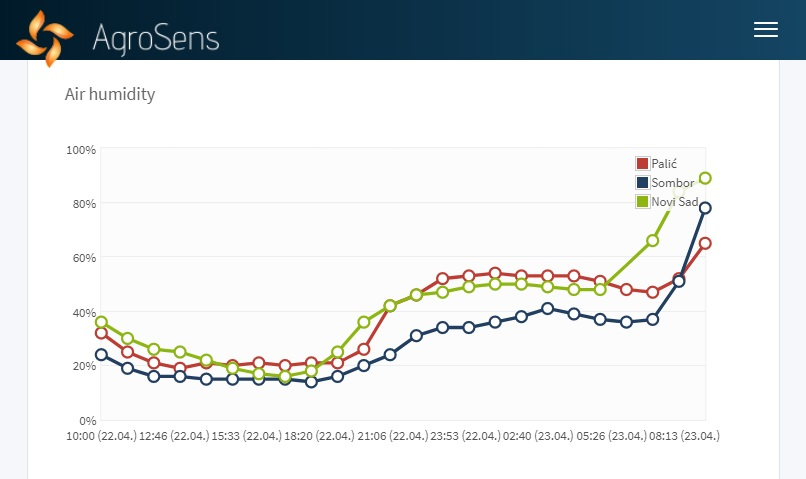 AgroSens
Air humidity
100%
Palić
Sombor
Novi Sad
80%
60%
40%
20%
0%
10:00 (22.04.) 12:46 (22.04.) 15:33 (22.04.) 18:20 (22.04.) 21:06 (22.04.) 23:53 (22.04.) 02:40 (23.04.) 05:26 (23.04.) 08:13 (23.04.)